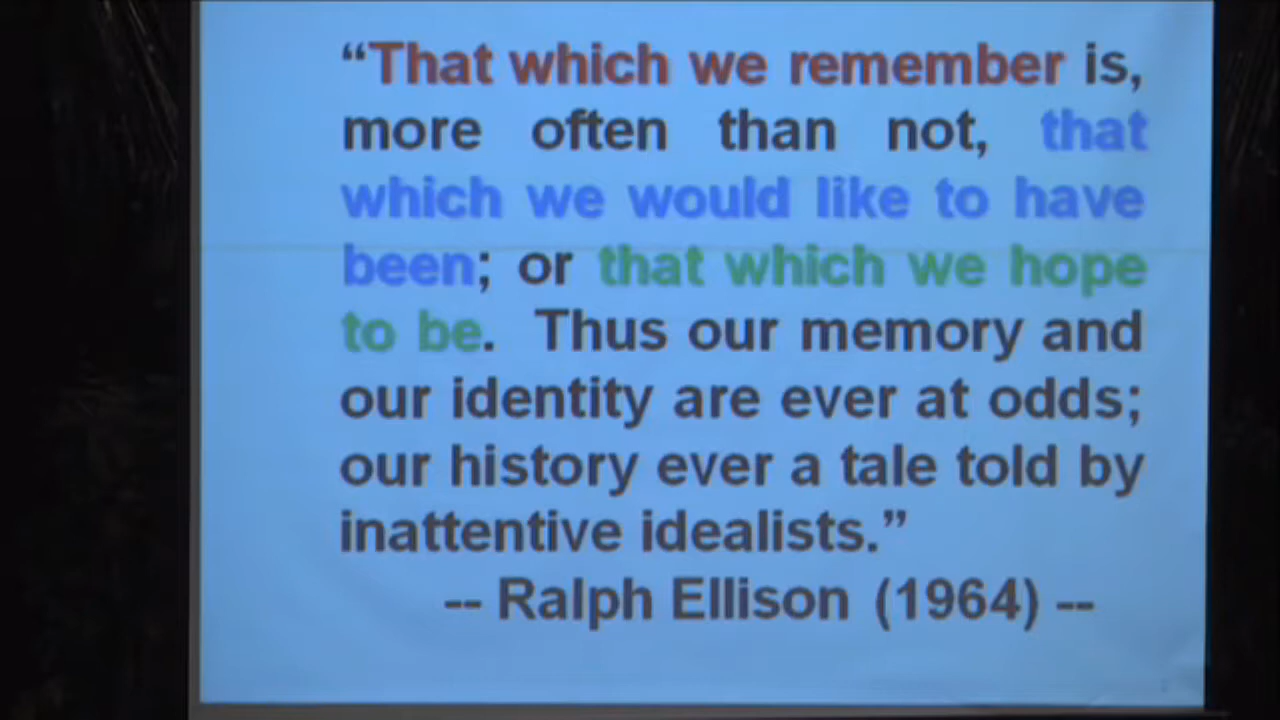 “That which we remember is,
more often than not, that
which we would like to have
been; or that which we hope
to be. Thus our memory and
our identity are ever at odds;
our history ever a tale told by
inattentive idealists.”
-- Ralph Ellison (1964) --